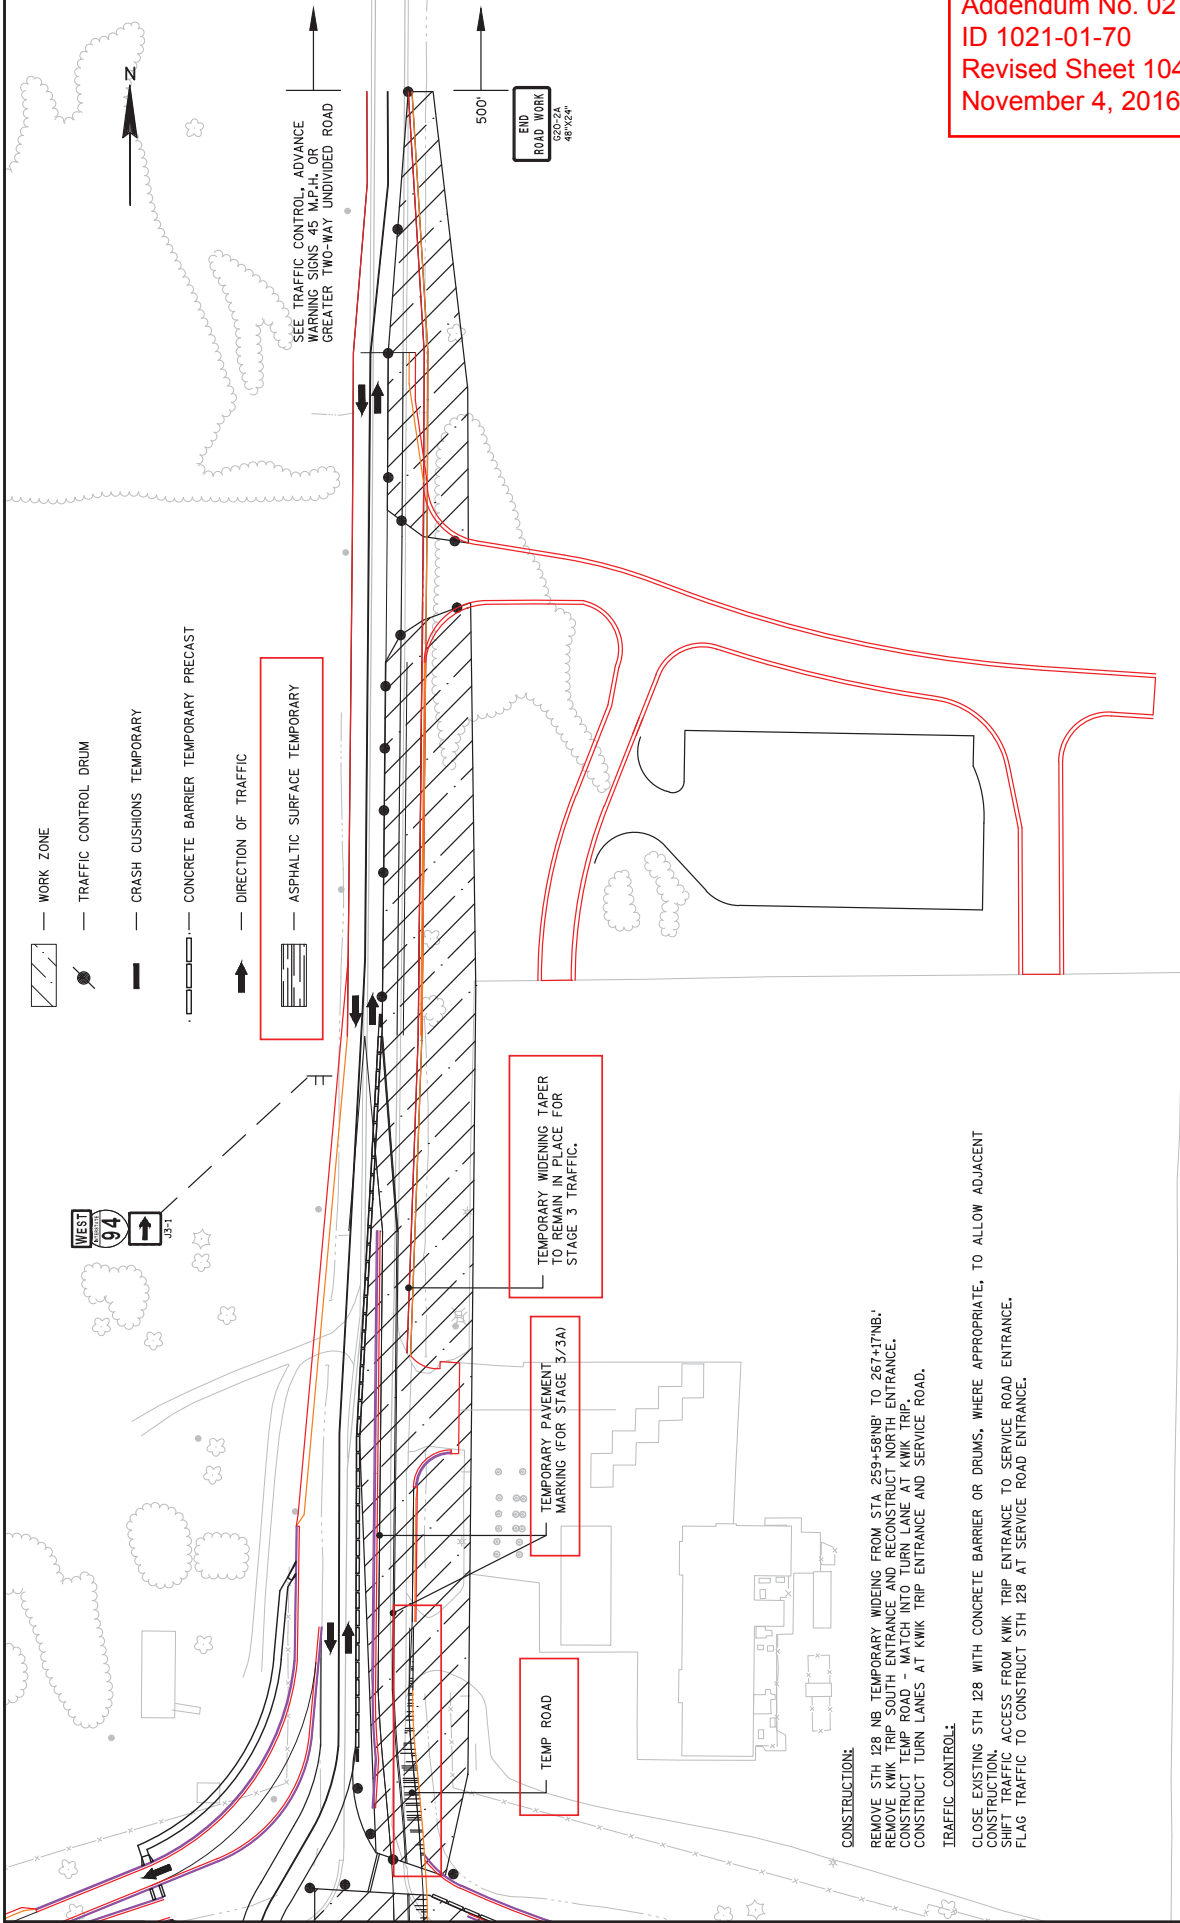 Addendum No. 02
ID 1021-01-70
Revised Sheet 104
November 4, 2016
N
SEE TRAFFIC CONTROL, ADVANCE
WARNING SIGNS 45 M.P.H. OR
GREATER TWO-WAY UNDIVIDED ROAD
500'
END
ROAD WORK
G20-2A
48"X24"
WORK ZONE
TRAFFIC CONTROL DRUM
CRASH CUSHIONS TEMPORARY
CONCRETE BARRIER TEMPORARY PRECAST
DIRECTION OF TRAFFIC
ASPHALTIC SURFACE TEMPORARY
WEST
INTERSTATE
94
J3-1
TEMPORARY WIDENING TAPER
TO REMAIN IN PLACE FOR
STAGE 3 TRAFFIC.
TEMPORARY PAVEMENT
MARKING (FOR STAGE 3/3A)
TEMP ROAD
CONSTRUCTION:
REMOVE STH 128 NB TEMPORARY WIDEING FROM STA 259+58'NB' TO 267+17'NB.'
REMOVE KWIK TRIP SOUTH ENTRANCE AND RECONSTRUCT NORTH ENTRANCE.
CONSTRUCT TEMP ROAD - MATCH INTO TURN LANE AT KWIK TRIP.
CONSTRUCT TURN LANES AT KWIK TRIP ENTRANCE AND SERVICE ROAD.
TRAFFIC CONTROL:
CLOSE EXISTING STH 128 WITH CONCRETE BARRIER OR DRUMS, WHERE APPROPRIATE, TO ALLOW ADJACENT
CONSTRUCTION.
SHIFT TRAFFIC ACCESS FROM KWIK TRIP ENTRANCE TO SERVICE ROAD ENTRANCE.
FLAG TRAFFIC TO CONSTRUCT STH 128 AT SERVICE ROAD ENTRANCE.